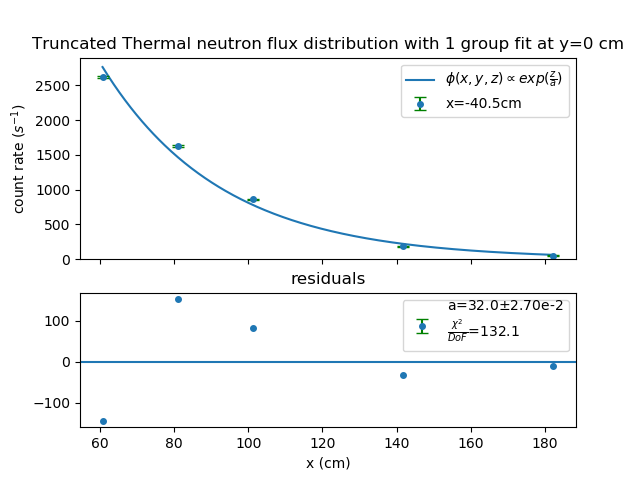 Truncated Thermal neutron flux distribution with 1 group fit at y=0 cm
count rate (s⁻¹)
2500
2000
1500
1000
500
0
ϕ(x, y, z) ∝ exp(z/a)
x=-40.5cm
residuals
100
0
−100
a=32.0±2.70e-2
χ²/DoF=132.1
60 80 100 120 140 160 180
x (cm)